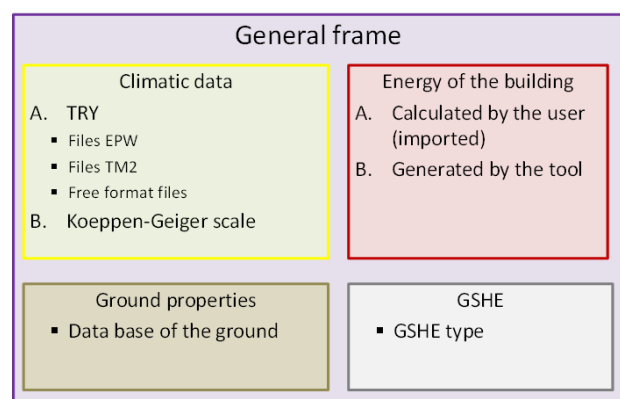 General frame
Climatic data
A. TRY
▪ Files EPW
▪ Files TM2
▪ Free format files
B. Koeppen-Geiger scale
Energy of the building
A. Calculated by the user
(imported)
B. Generated by the tool
Ground properties
▪ Data base of the ground
GSHE
▪ GSHE type